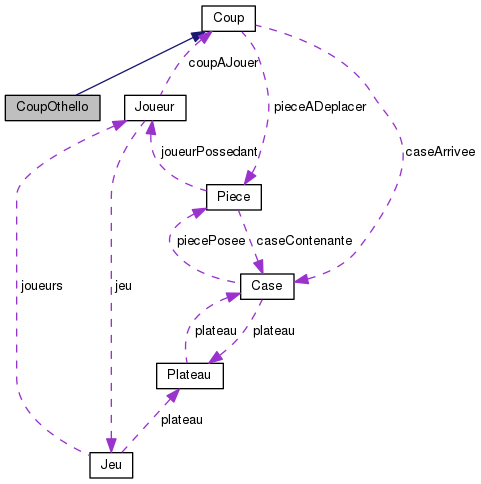 Coup
coupAJouer
CoupOthello
Joueur
pieceADeplacer
joueurPossedant
caseArrivee
Piece
piecePosee
caseContenante
joueurs
jeu
Case
plateau
plateau
Plateau
plateau
Jeu